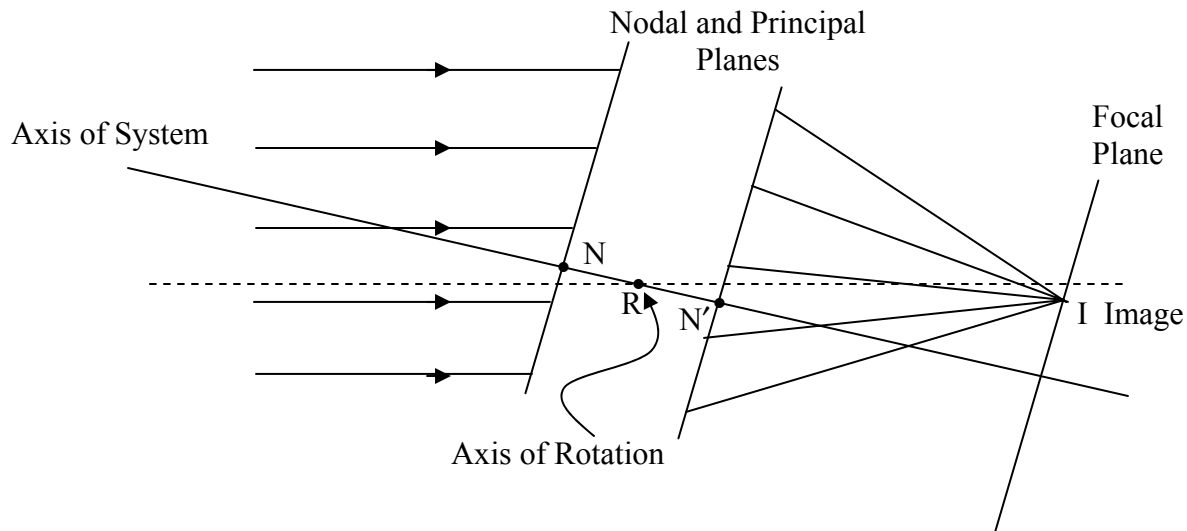 Nodal and Principal
Planes
Axis of System
Focal
Plane
N
R
N′
I Image
Axis of Rotation